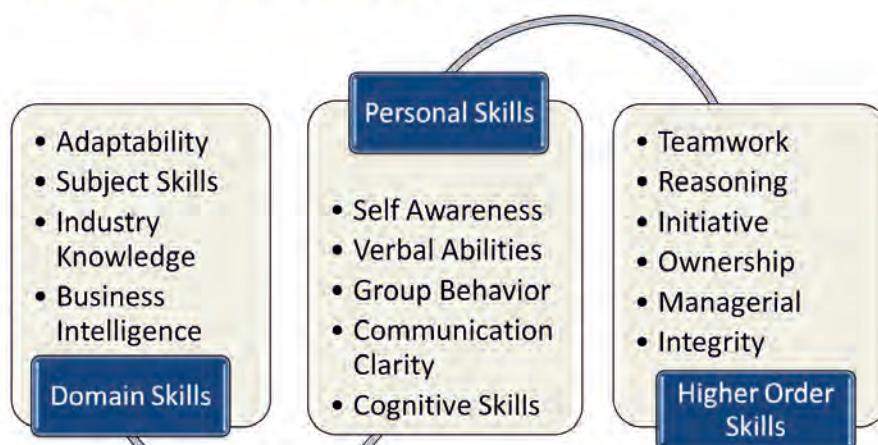 • Adaptability
• Subject Skills
• Industry
Knowledge
• Business
Intelligence
Domain Skills
Personal Skills
• Self Awareness
• Verbal Abilities
• Group Behavior
• Communication
Clarity
• Cognitive Skills
• Teamwork
• Reasoning
• Initiative
• Ownership
• Managerial
• Integrity
Higher Order
Skills